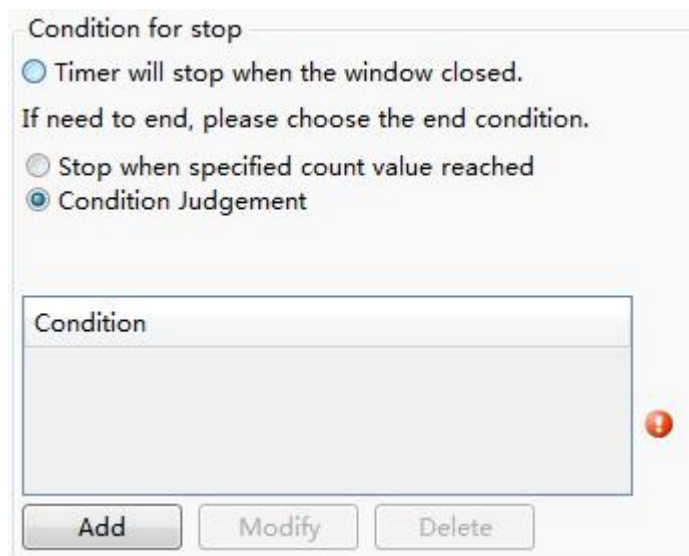 Condition for stop
Timer will stop when the window closed.
If need to end, please choose the end condition.
Stop when specified count value reached
Condition Judgement
Condition
Add Modify Delete